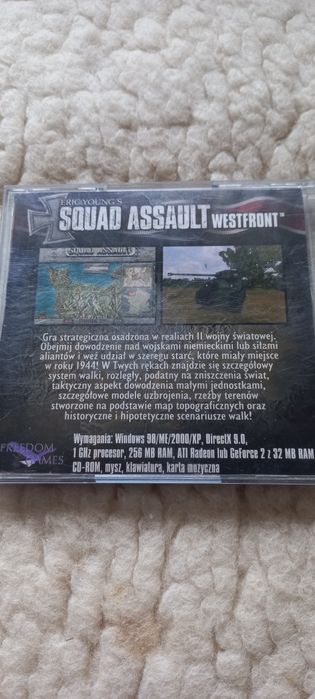 ERIC YOUNG'S
SQUAD ASSAULT WESTFRONT™
SQUAD ASSAULT
Gra strategiczna osadzona w realiach II wojny światowej.
Obejmij dowodzenie nad wojskami niemieckimi lub siłami
aliantów i weź udział w szeregu starć, które miały miejsce
w roku 1944! W Twych rękach znajdzie się szczegółowy
system walki, rozległy, podatny na zniszczenia świat,
taktyczny aspekt dowodzenia małymi jednostkami,
szczegółowe modele uzbrojenia, rzeźby terenów
stworzone na podstawie map topograficznych oraz
historyczne i hipotetyczne scenariusze walk!
Wymagania: Windows 98/ME/2000/XP, DirectX 9.0,
1 GHz procesor, 256 MB RAM, ATI Radeon lub GeForce 2 z 32 MB RAM
CD-ROM, mysz, klawiatura, karta muzyczna
FREEDOM
GAMES